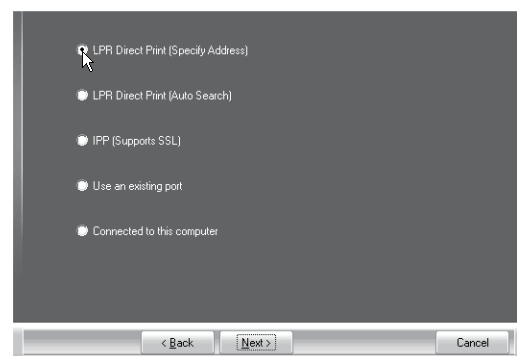 LPR Direct Print (Specify Address)
LPR Direct Print (Auto Search)
IPP (Supports SSL)
Use an existing port
Connected to this computer
< Back Next > Cancel